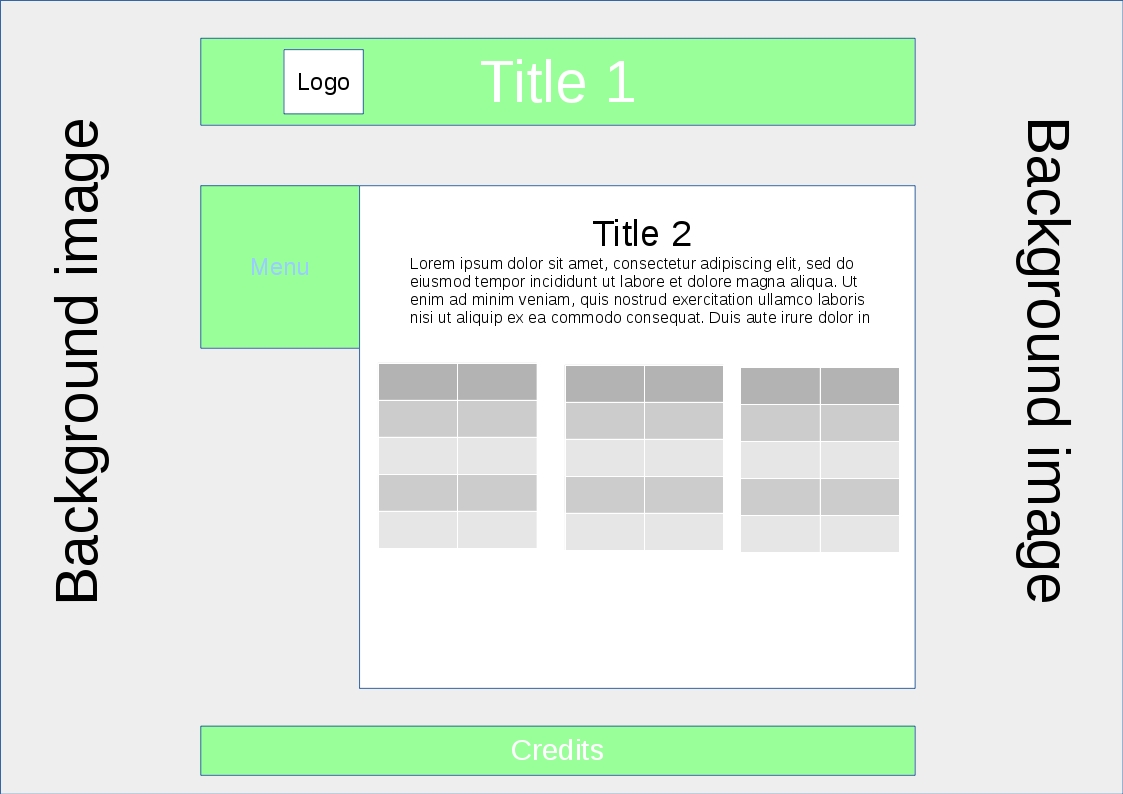 Logo
Title 1
Background image
Background image
Menu
Title 2
Lorem ipsum dolor sit amet, consectetur adipiscing elit, sed do
eiusmod tempor incididunt ut labore et dolore magna aliqua. Ut
enim ad minim veniam, quis nostrud exercitation ullamco laboris
nisi ut aliquip ex ea commodo consequat. Duis aute irure dolor in
Credits